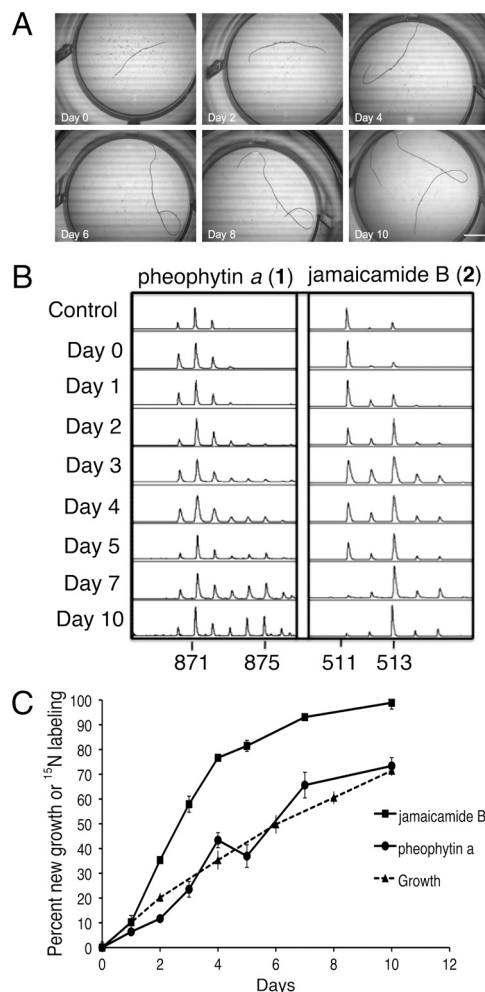 A
Day 0
Day 2
Day 4
Day 6
Day 8
Day 10
B
pheophytin a (1)
jamaicamide B (2)
Control
Day 0
Day 1
Day 2
Day 3
Day 4
Day 5
Day 7
Day 10
871
875
511
513
C
Percent new growth or ¹⁵N labeling
100
90
80
70
60
50
40
30
20
10
0
jamaicamide B
pheophytin a
Growth
0
2
4
6
8
10
12
Days